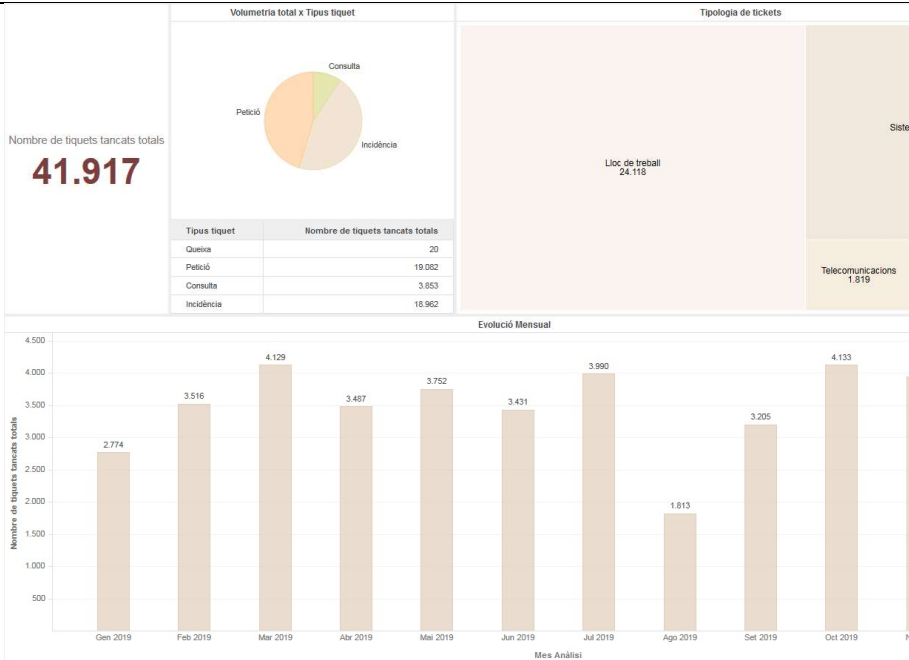 Nombre de tiquets tancats totals
41.917
Volumetria total x Tipus tiquet
Consulta
Petició
Incidència
Tipus tiquet Nombre de tiquets tancats totals
Queixa 20
Petició 19.082
Consulta 3.853
Incidència 18.962
Tipologia de tickets
Lloc de treball
24.118
Siste
Telecomunicacions
1.819
Evolució Mensual
Nombre de tiquets tancats totals
4.500
4.000
3.500
3.000
2.500
2.000
1.500
1.000
500
2.774
3.516
4.129
3.487
3.752
3.431
3.990
1.813
3.205
4.133
Gen 2019 Feb 2019 Mar 2019 Abr 2019 Mai 2019 Jun 2019 Jul 2019 Ago 2019 Set 2019 Oct 2019 N
Mes Anàlisi